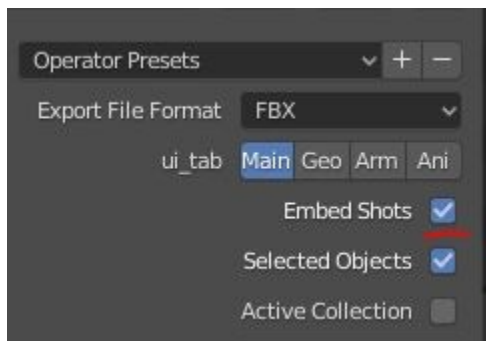 Operator Presets + −
Export File Format FBX
ui_tab Main Geo Arm Ani
Embed Shots
Selected Objects
Active Collection